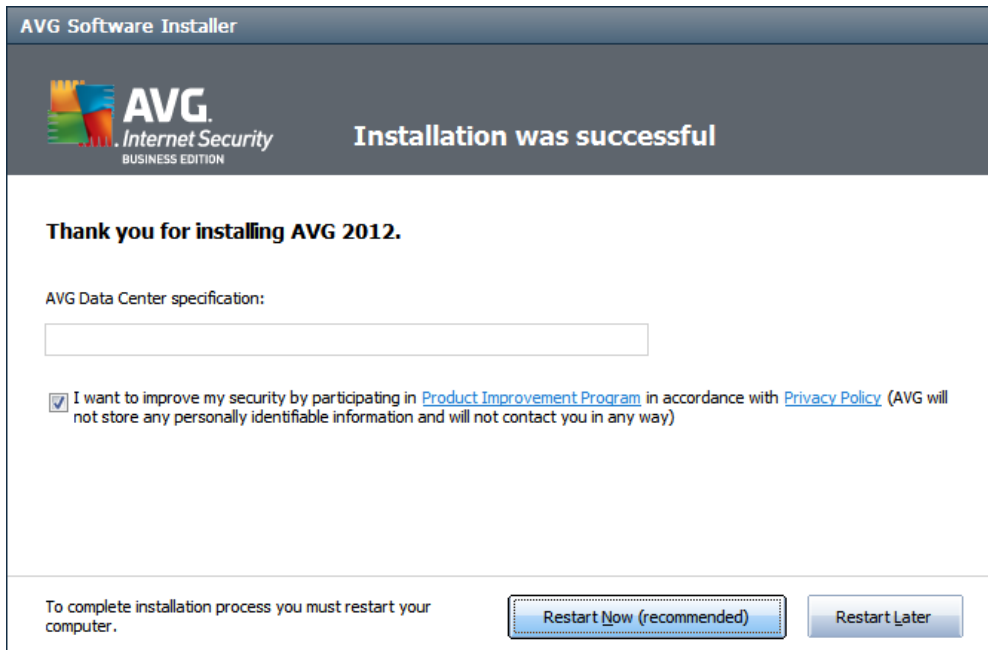 AVG Software Installer
AVG.
Internet Security
BUSINESS EDITION
Installation was successful
Thank you for installing AVG 2012.
AVG Data Center specification:
I want to improve my security by participating in Product Improvement Program in accordance with Privacy Policy (AVG will
not store any personally identifiable information and will not contact you in any way)
To complete installation process you must restart your
computer.
Restart Now (recommended)
Restart Later